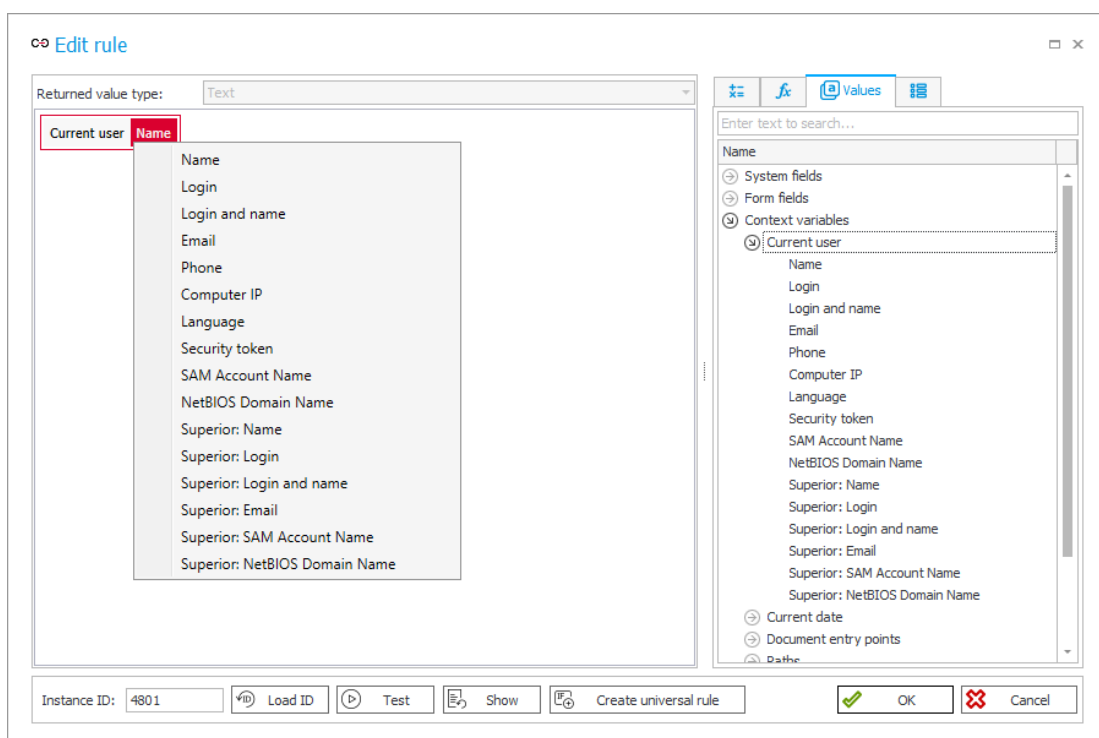 Edit rule
Returned value type: Text
Current user Name
Name
Login
Login and name
Email
Phone
Computer IP
Language
Security token
SAM Account Name
NetBIOS Domain Name
Superior: Name
Superior: Login
Superior: Login and name
Superior: Email
Superior: SAM Account Name
Superior: NetBIOS Domain Name
+- x= fx a Values
Enter text to search...
Name
System fields
Form fields
Context variables
Current user
Name
Login
Login and name
Email
Phone
Computer IP
Language
Security token
SAM Account Name
NetBIOS Domain Name
Superior: Name
Superior: Login
Superior: Login and name
Superior: Email
Superior: SAM Account Name
Superior: NetBIOS Domain Name
Current date
Document entry points
Paths
Instance ID: 4801 ID Load ID Test Show IF Create universal rule OK Cancel